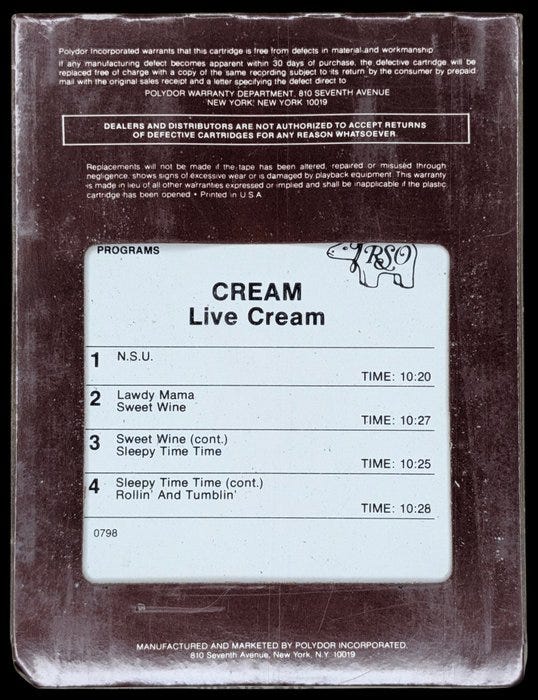 Polydor Incorporated warrants that this cartridge is free from defects in material and workmanship
If any manufacturing defect becomes apparent within 30 days of purchase, the defective cartridge will be
replaced free of charge with a copy of the same recording subject to its return by the consumer by prepaid
mail with the original sales receipt and a letter specifying the defect direct to
POLYDOR WARRANTY DEPARTMENT, 810 SEVENTH AVENUE
NEW YORK, NEW YORK 10019
DEALERS AND DISTRIBUTORS ARE NOT AUTHORIZED TO ACCEPT RETURNS
OF DEFECTIVE CARTRIDGES FOR ANY REASON WHATSOEVER.
Replacements will not be made if the tape has been altered, repaired or misused through
negligence, shows signs of excessive wear or is damaged by playback equipment. This warranty
is made in lieu of all other warranties expressed or implied and shall be inapplicable if the plastic
cartridge has been opened • Printed in U.S.A.
PROGRAMS
RSO
CREAM
Live Cream
1 N.S.U.
TIME: 10:20
2 Lawdy Mama
Sweet Wine
TIME: 10:27
3 Sweet Wine (cont.)
Sleepy Time Time
TIME: 10:25
4 Sleepy Time Time (cont.)
Rollin' And Tumblin'
TIME: 10:28
0798
MANUFACTURED AND MARKETED BY POLYDOR INCORPORATED.
810 Seventh Avenue, New York, N.Y. 10019